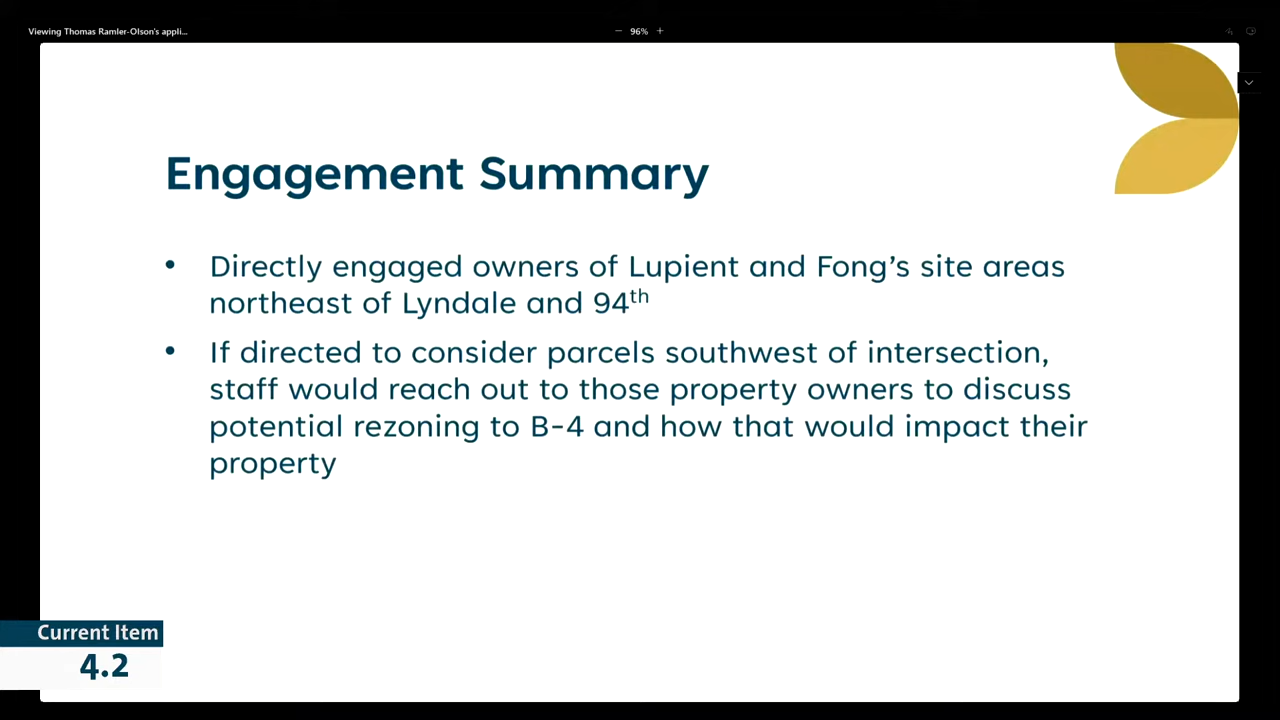 Viewing Thomas Ramler-Olson's appli...
− 96% +
Engagement Summary
• Directly engaged owners of Lupient and Fong’s site areas
northeast of Lyndale and 94th
• If directed to consider parcels southwest of intersection,
staff would reach out to those property owners to discuss
potential rezoning to B-4 and how that would impact their
property
Current Item
4.2